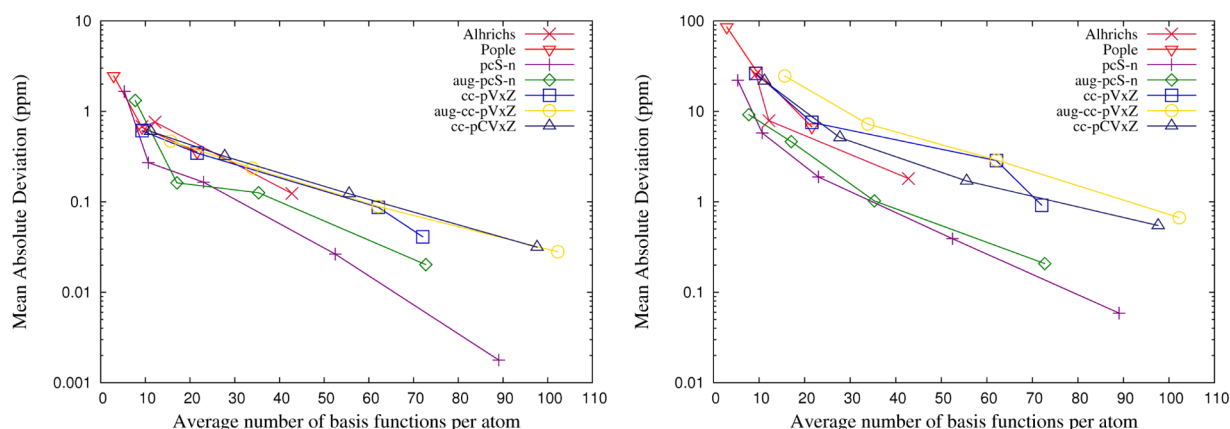 10
1
0.1
0.01
0.001
Mean Absolute Deviation (ppm)
Alhrichs
Pople
pcS-n
aug-pcS-n
cc-pVxZ
aug-cc-pVxZ
cc-pCVxZ
0 10 20 30 40 50 60 70 80 90 100 110
Average number of basis functions per atom
100
10
1
0.1
0.01
Mean Absolute Deviation (ppm)
Alhrichs
Pople
pcS-n
aug-pcS-n
cc-pVxZ
aug-cc-pVxZ
cc-pCVxZ
0 10 20 30 40 50 60 70 80 90 100 110
Average number of basis functions per atom